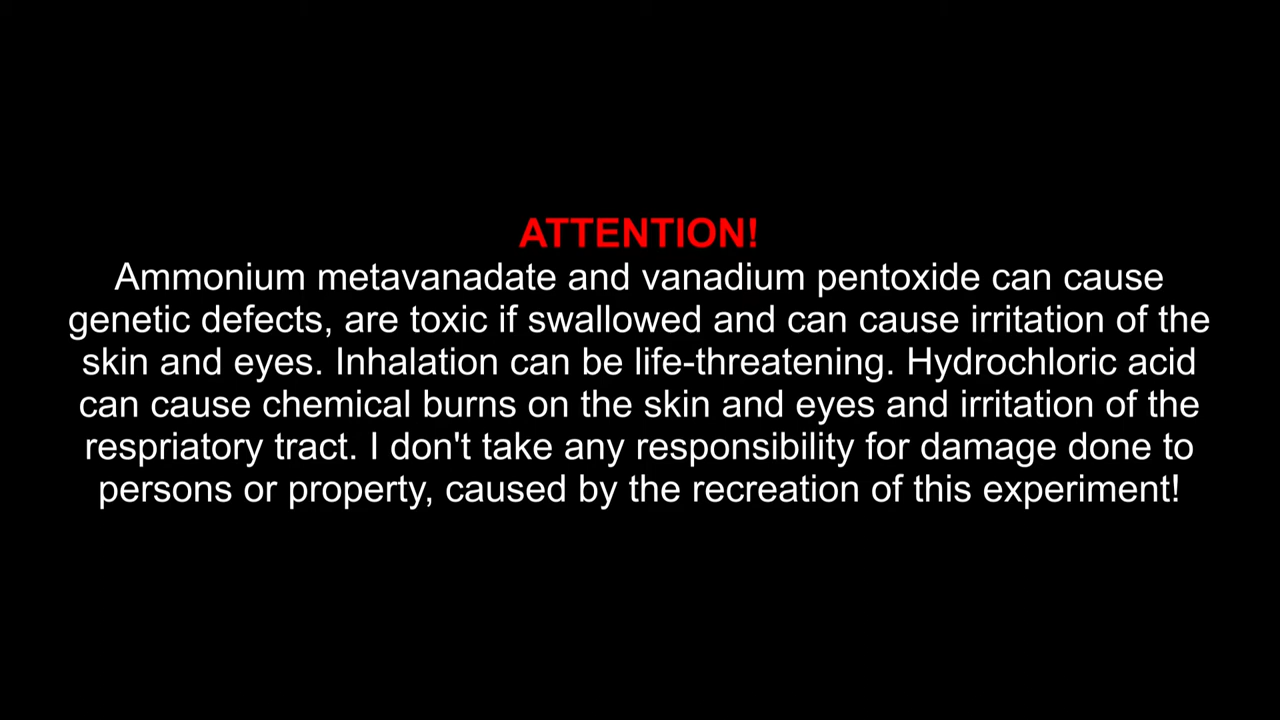 ATTENTION!
Ammonium metavanadate and vanadium pentoxide can cause
genetic defects, are toxic if swallowed and can cause irritation of the
skin and eyes. Inhalation can be life-threatening. Hydrochloric acid
can cause chemical burns on the skin and eyes and irritation of the
respriatory tract. I don't take any responsibility for damage done to
persons or property, caused by the recreation of this experiment!